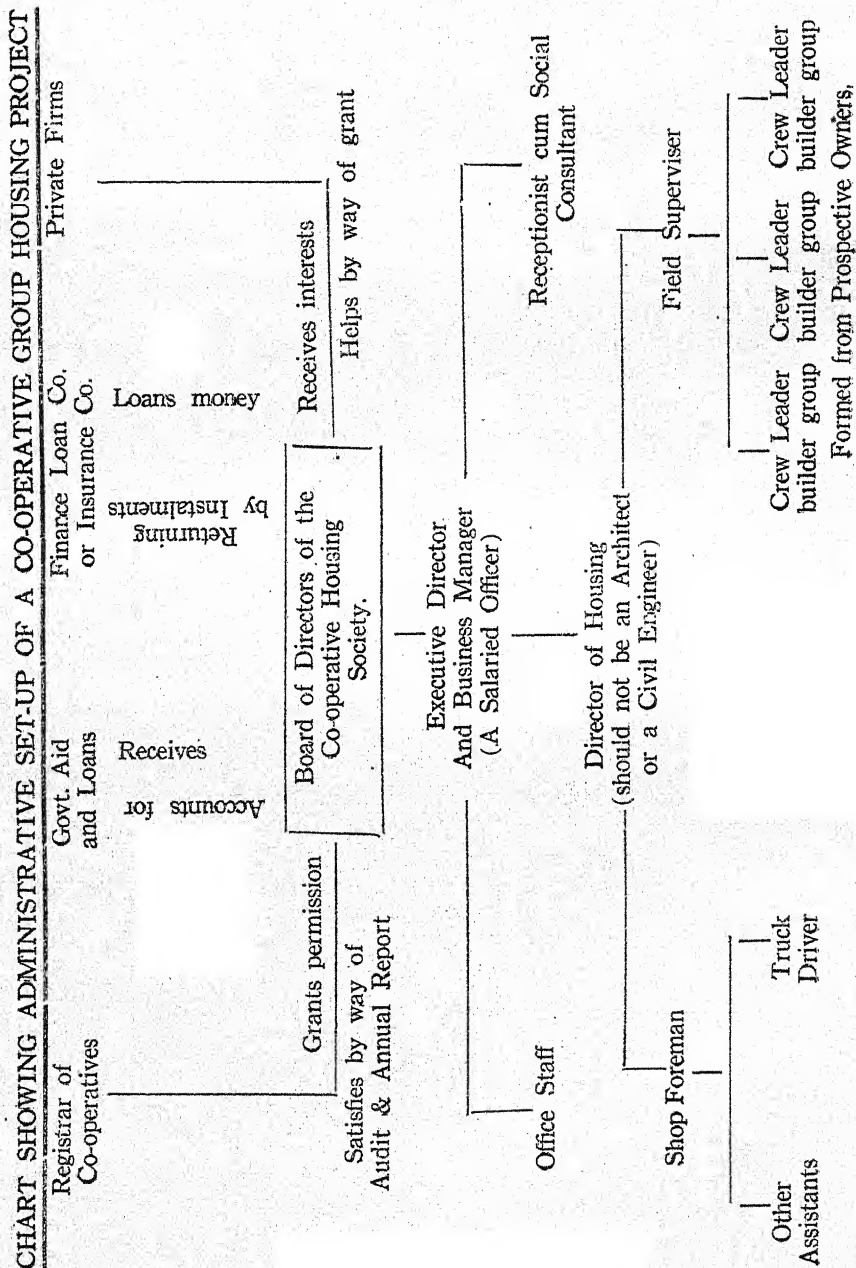 CHART SHOWING ADMINISTRATIVE SET-UP OF A CO-OPERATIVE GROUP HOUSING PROJECT
Registrar of
Co-operatives
Govt. Aid
and Loans
Finance Loan Co.
or Insurance Co.
Private Firms
Receives
Accounts for
Loans money
Returning
by Instalments
Grants permission
Satisfies by way of
Audit & Annual Report
Board of Directors of the
Co-operative Housing
Society.
Receives interests
Helps by way of grant
Executive Director
And Business Manager
(A Salaried Officer)
Office Staff
Receptionist cum Social
Consultant
Director of Housing
(should not be an Architect
or a Civil Engineer)
Shop Foreman
Field Superviser
Other
Assistants
Truck
Driver
Crew Leader
builder group
Crew Leader
builder group
Crew Leader
builder group
Formed from Prospective Owners,